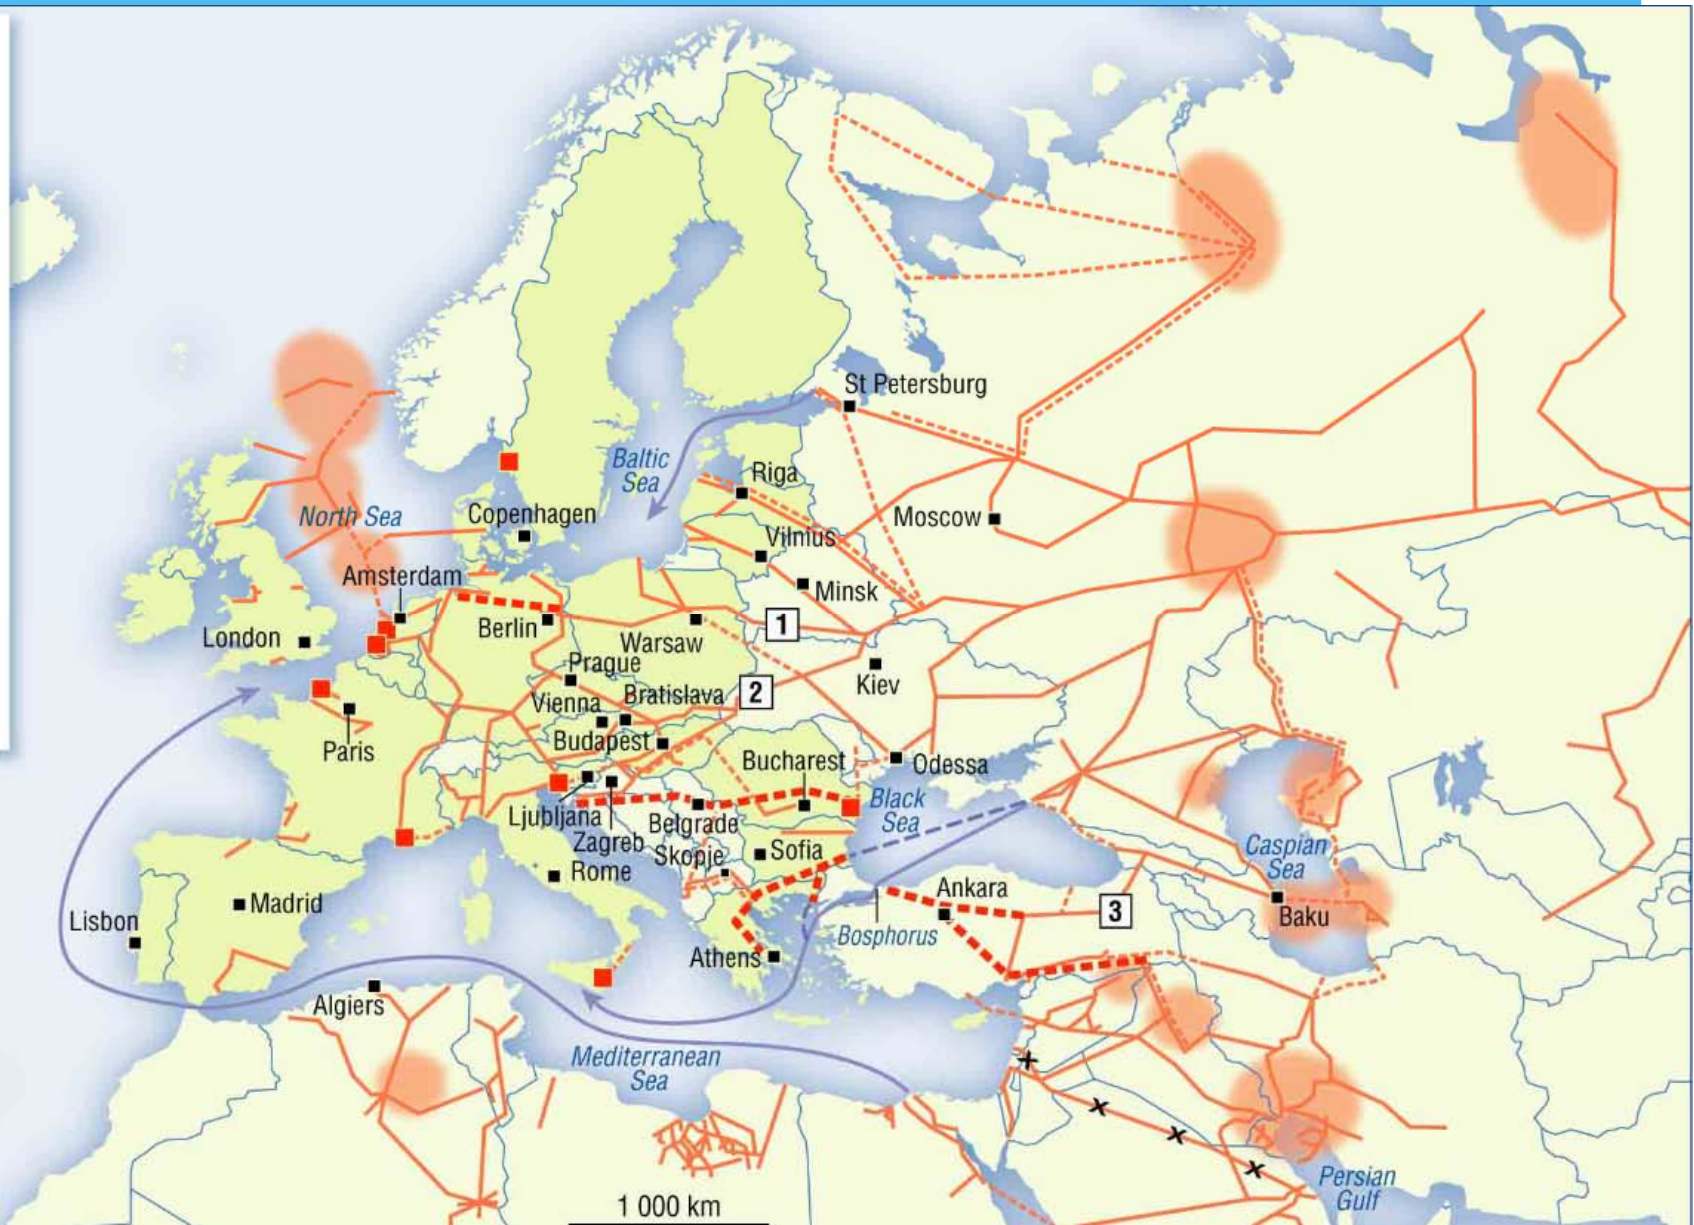 St Petersburg
Baltic
Sea
Riga
North Sea
Copenhagen
Moscow
Vilnius
Amsterdam
Minsk
London
Berlin
Warsaw
1
Prague
Kiev
Vienna
Bratislava
2
Paris
Budapest
Bucharest
Odessa
Ljubljana
Belgrade
Black
Sea
Zagreb
Skopje
Sofia
Caspian
Sea
Rome
Madrid
Ankara
3
Baku
Lisbon
Bosphorus
Athens
Algiers
Mediterranean
Sea
x
x
x
x
Persian
Gulf
1 000 km